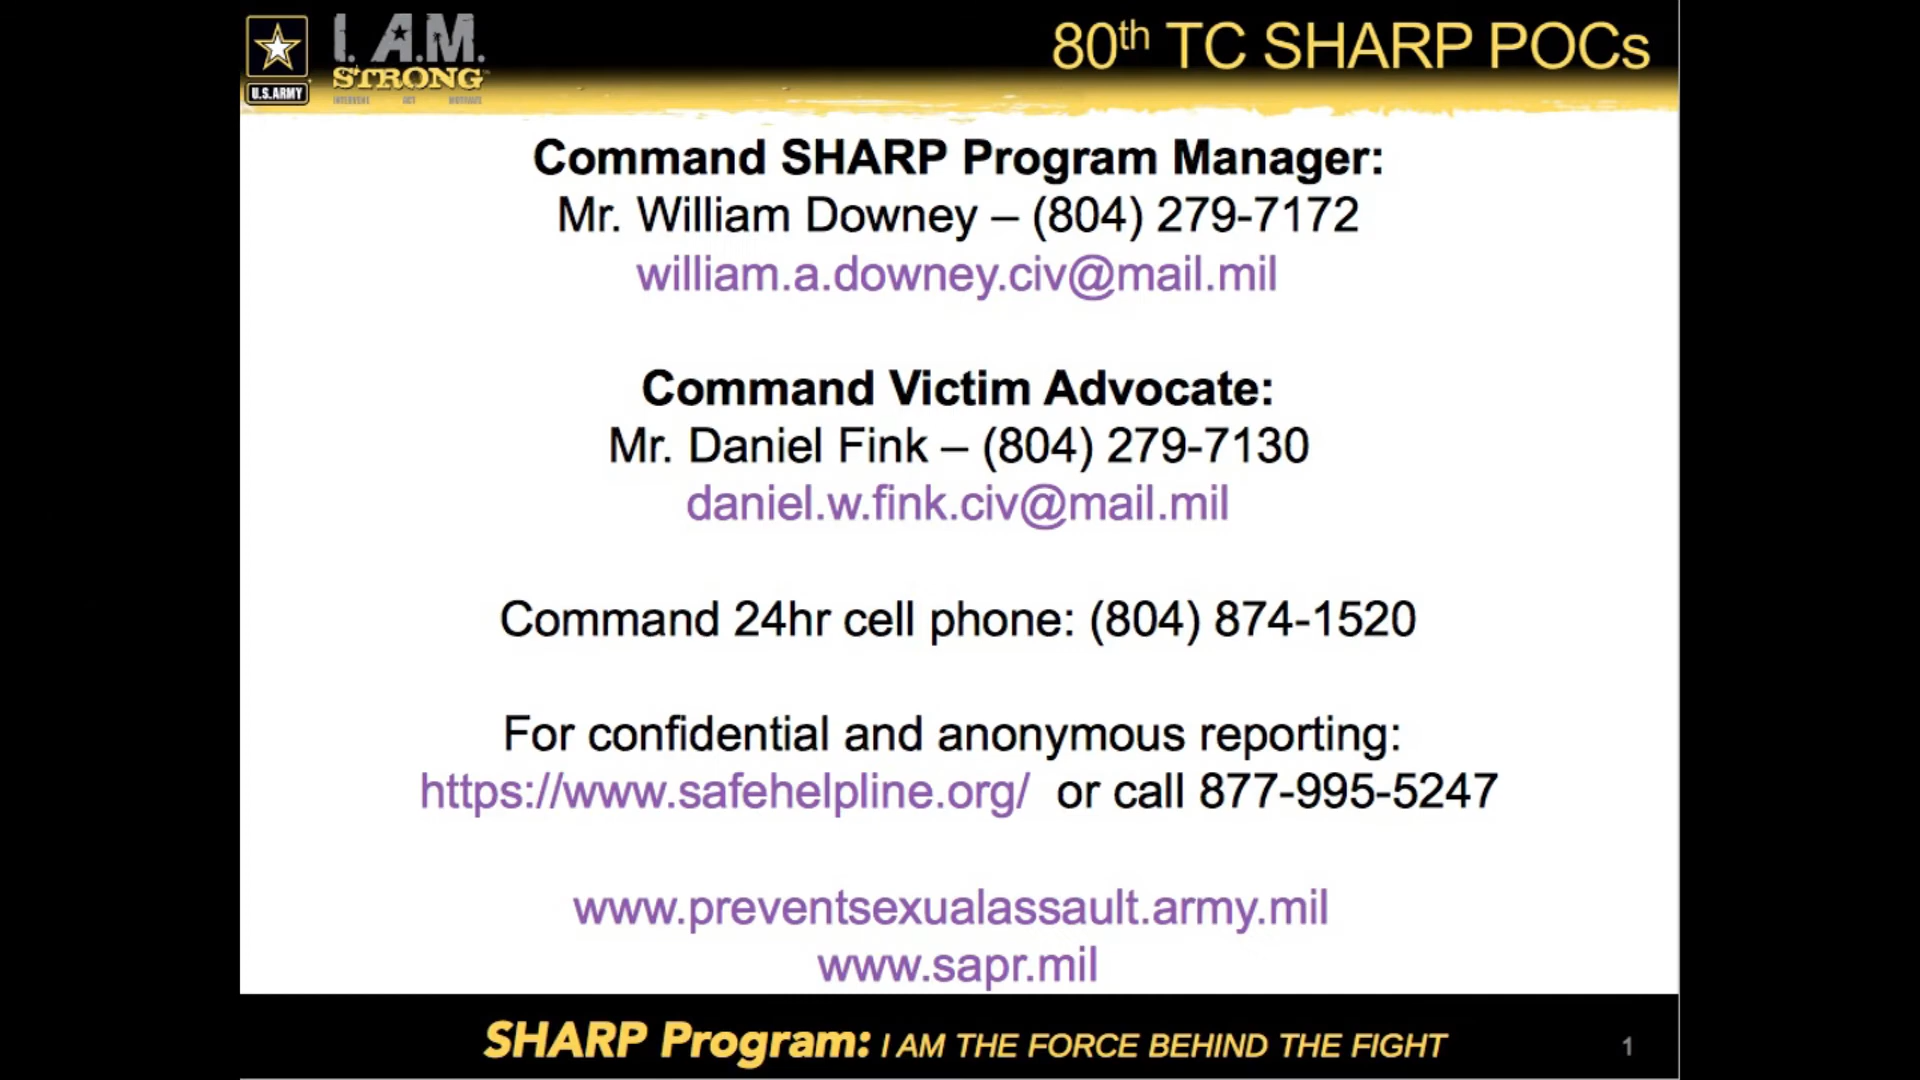 U.S.ARMY
I. A.M.
STRONG
INTERVENE ACT MOTIVATE
80th TC SHARP POCs
Command SHARP Program Manager:
Mr. William Downey – (804) 279-7172
william.a.downey.civ@mail.mil
Command Victim Advocate:
Mr. Daniel Fink – (804) 279-7130
daniel.w.fink.civ@mail.mil
Command 24hr cell phone: (804) 874-1520
For confidential and anonymous reporting:
https://www.safehelpline.org/ or call 877-995-5247
www.preventsexualassault.army.mil
www.sapr.mil
SHARP Program: I AM THE FORCE BEHIND THE FIGHT
1